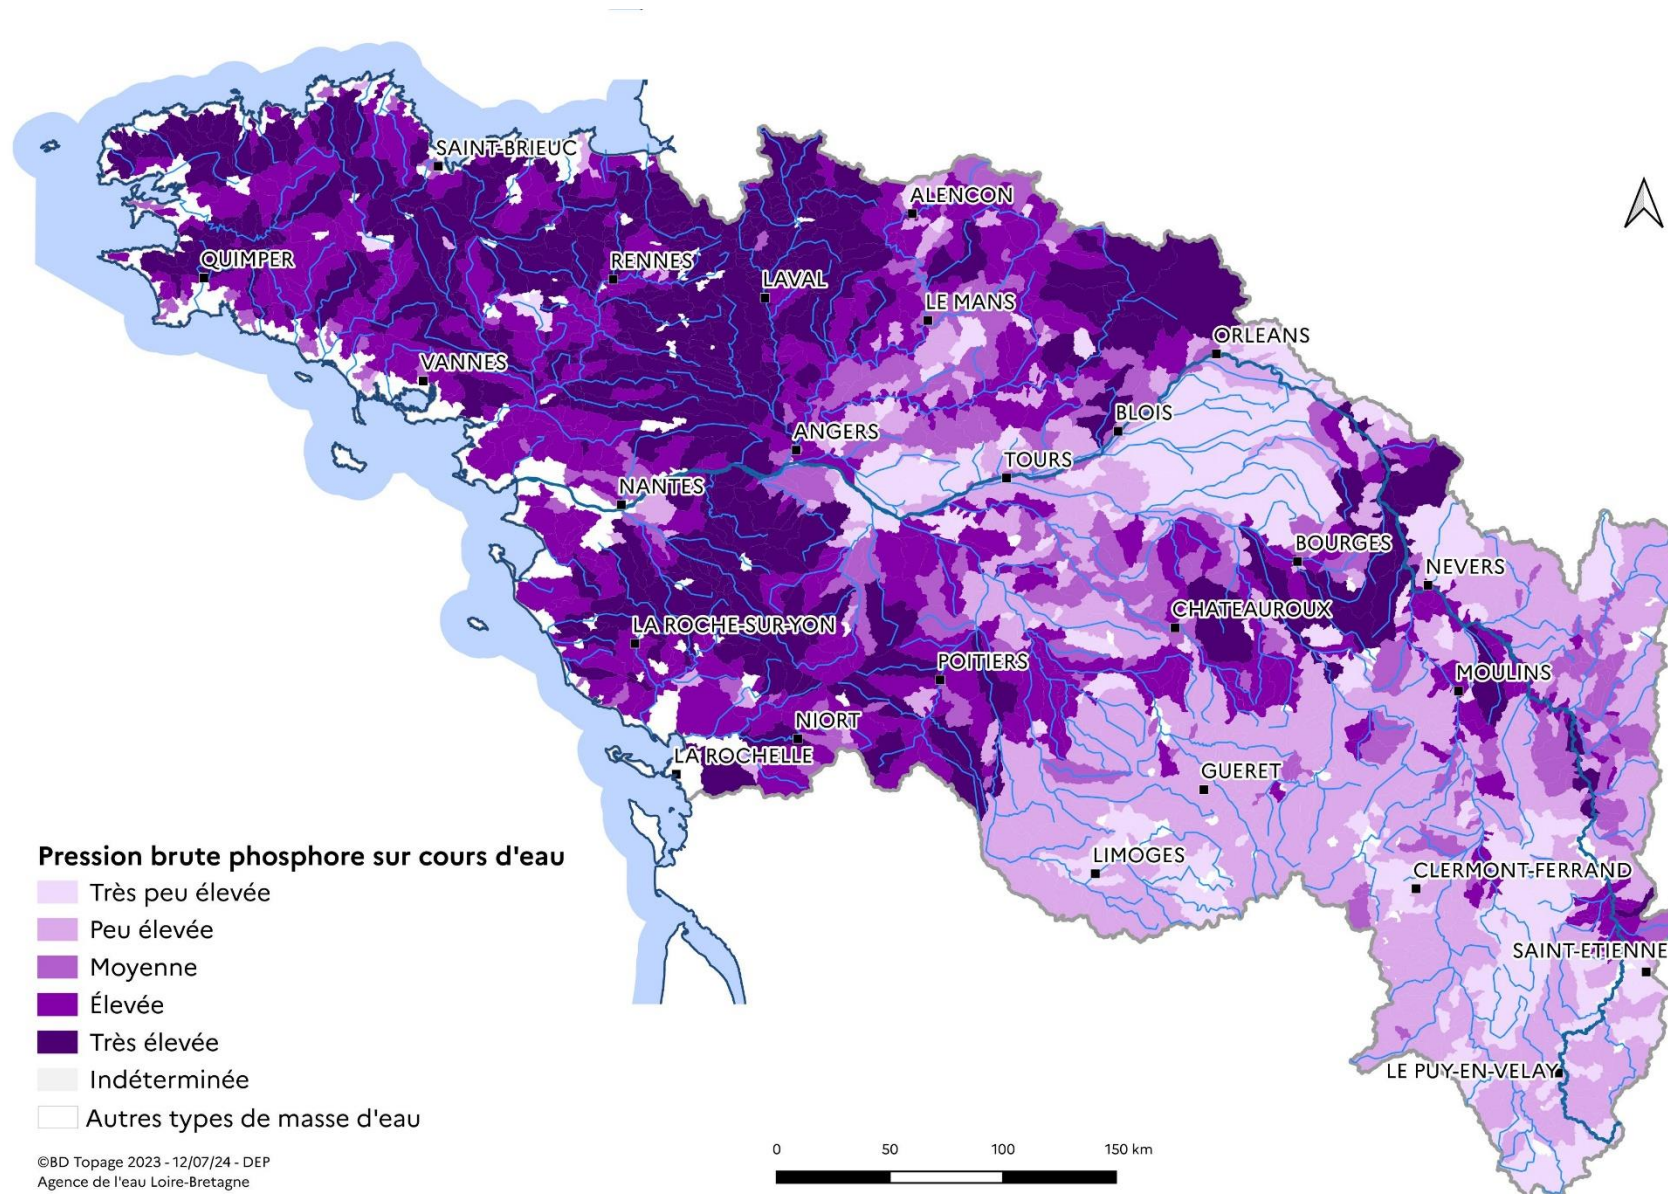 SAINT-BRIEUC
ALENCON
QUIMPER
RENNES
LAVAL
LE MANS
ORLEANS
VANNES
BLOIS
ANGERS
TOURS
NANTES
BOURGES
NEVERS
CHATEAUROUX
LA ROCHE-SUR-YON
POITIERS
MOULINS
NIORT
LA ROCHELLE
GUERET
LIMOGES
CLERMONT-FERRAND
SAINT-ETIENNE
LE PUY-EN-VELAY
Pression brute phosphore sur cours d'eau
Très peu élevée
Peu élevée
Moyenne
Élevée
Très élevée
Indéterminée
Autres types de masse d'eau
©BD Topage 2023 - 12/07/24 - DEP
Agence de l'eau Loire-Bretagne
0 50 100 150 km